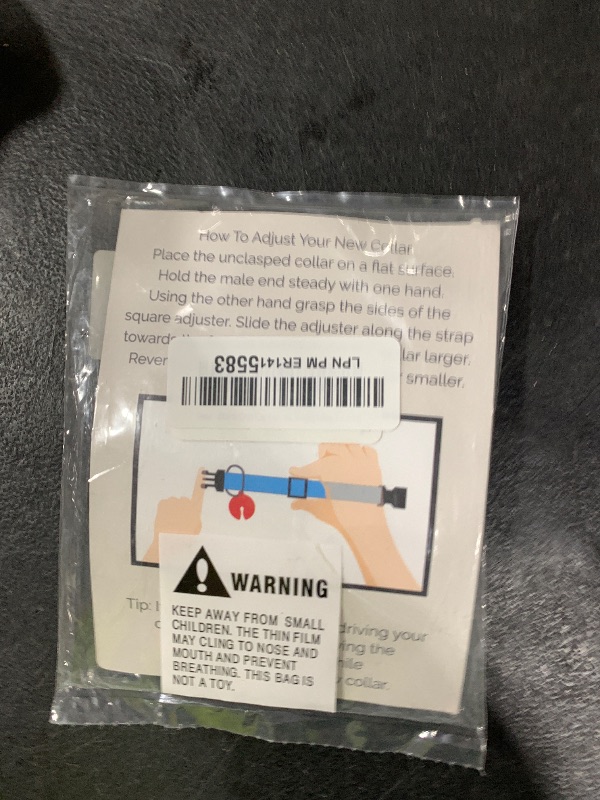 How To Adjust Your New Collar
Place the unclasped collar on a flat surface.
Hold the male end steady with one hand.
Using the other hand grasp the sides of the
square adjuster. Slide the adjuster along the strap
towards lar larger.
Rever smaller.
LPN PM ER1415583
WARNING
KEEP AWAY FROM SMALL
CHILDREN. THE THIN FILM
MAY CLING TO NOSE AND
MOUTH AND PREVENT
BREATHING. THIS BAG IS
NOT A TOY.
Tip: driving your
ing the
hile
collar.